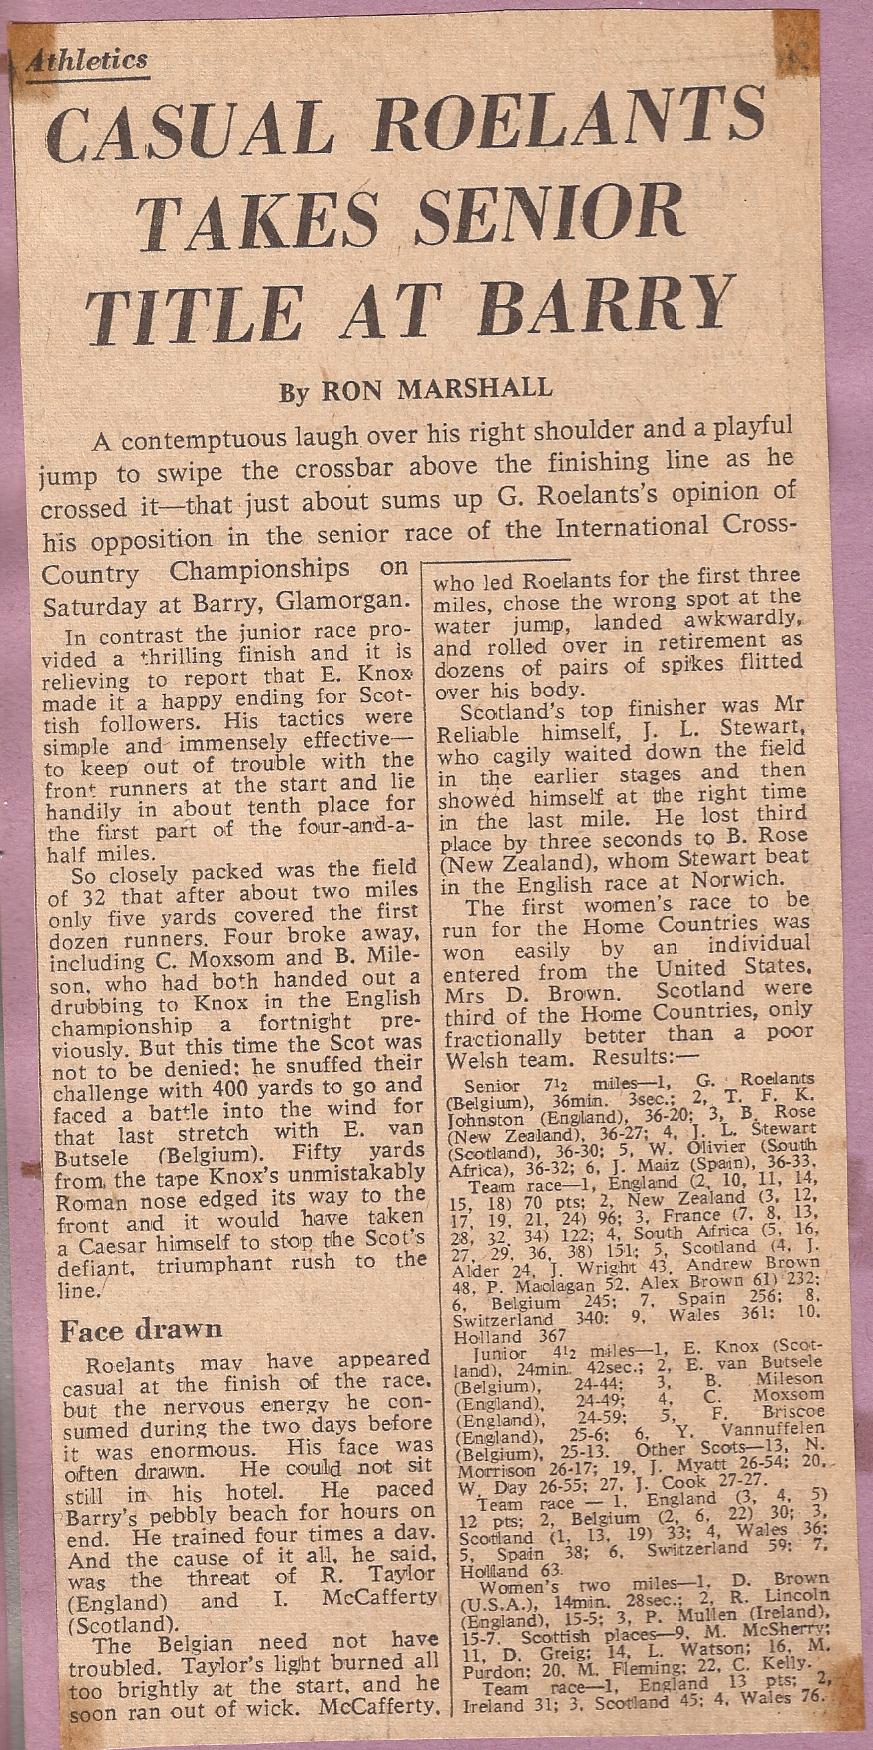 Athletics
CASUAL ROELANTS
TAKES SENIOR
TITLE AT BARRY
By RON MARSHALL
A contemptuous laugh over his right shoulder and a playful
jump to swipe the crossbar above the finishing line as he
crossed it—that just about sums up G. Roelants's opinion of
his opposition in the senior race of the International Cross-
Country Championships on
Saturday at Barry, Glamorgan.
In contrast the junior race pro-
vided a thrilling finish and it is
relieving to report that E. Knox
made it a happy ending for Scot-
tish followers. His tactics were
simple and immensely effective—
to keep out of trouble with the
front runners at the start and lie
handily in about tenth place for
the first part of the four-and-a-
half miles.
So closely packed was the field
of 32 that after about two miles
only five yards covered the first
dozen runners. Four broke away,
including C. Moxsom and B. Mile-
son, who had both handed out a
drubbing to Knox in the English
championship a fortnight pre-
viously. But this time the Scot was
not to be denied: he snuffed their
challenge with 400 yards to go and
faced a battle into the wind for
that last stretch with E. van
Butsele (Belgium). Fifty yards
from the tape Knox's unmistakably
Roman nose edged its way to the
front and it would have taken
a Caesar himself to stop the Scot's
defiant, triumphant rush to the
line.
Face drawn
Roelants may have appeared
casual at the finish of the race,
but the nervous energy he con-
sumed during the two days before
it was enormous. His face was
often drawn. He could not sit
still in his hotel. He paced
Barry's pebbly beach for hours on
end. He trained four times a day.
And the cause of it all, he said,
was the threat of R. Taylor
(England) and I. McCafferty
(Scotland).
The Belgian need not have
troubled. Taylor's light burned all
too brightly at the start, and he
soon ran out of wick. McCafferty,
who led Roelants for the first three
miles, chose the wrong spot at the
water jump, landed awkwardly,
and rolled over in retirement as
dozens of pairs of spikes flitted
over his body.
Scotland's top finisher was Mr
Reliable himself, J. L. Stewart,
who cagily waited down the field
in the earlier stages and then
showed himself at the right time
in the last mile. He lost third
place by three seconds to B. Rose
(New Zealand), whom Stewart beat
in the English race at Norwich.
The first women's race to be
run for the Home Countries was
won easily by an individual
entered from the United States,
Mrs D. Brown. Scotland were
third of the Home Countries, only
fractionally better than a poor
Welsh team. Results:—
Senior 7½ miles—1, G. Roelants
(Belgium), 36min. 3sec.; 2, T. F. K.
Johnston (England), 36-20; 3, B. Rose
(New Zealand), 36-27; 4, J. L. Stewart
(Scotland), 36-30; 5, W. Olivier (South
Africa), 36-32; 6, J. Maiz (Spain), 36-33.
Team race—1, England (2, 10, 11, 14,
15, 18) 70 pts; 2, New Zealand (3, 12,
17, 19, 21, 24) 96; 3, France (7, 8, 13,
28, 32, 34) 122; 4, South Africa (5, 16,
27, 29, 36, 38) 151; 5, Scotland (4, J.
Alder 24, J. Wright 43, Andrew Brown
48, P. Maclagan 52, Alex Brown 61) 232;
6, Belgium 245; 7, Spain 256; 8,
Switzerland 340; 9, Wales 361; 10,
Holland 367
Junior 4½ miles—1, E. Knox (Scot-
land), 24min. 42sec.; 2, E. van Butsele
(Belgium), 24-44; 3, B. Mileson
(England), 24-49; 4, C. Moxsom
(England), 24-59; 5, F. Briscoe
(England), 25-6; 6, Y. Vannuffelen
(Belgium), 25-13. Other Scots—13, N.
Morrison 26-17; 19, J. Myatt 26-54; 20,
W. Day 26-55; 27, J. Cook 27-27.
Team race — 1, England (3, 4, 5)
12 pts; 2, Belgium (2, 6, 22) 30; 3,
Scotland (1, 13, 19) 33; 4, Wales 36;
5, Spain 38; 6, Switzerland 59; 7,
Holland 63.
Women's two miles—1, D. Brown
(U.S.A.), 14min. 28sec.; 2, R. Lincoln
(England), 15-5; 3, P. Mullen (Ireland),
15-7. Scottish places—9, M. McSherry;
11, D. Greig; 14, L. Watson; 16, M.
Purdon; 20, M. Fleming; 22, C. Kelly.
Team race—1, England 13 pts; 2,
Ireland 31; 3, Scotland 45; 4, Wales 76.